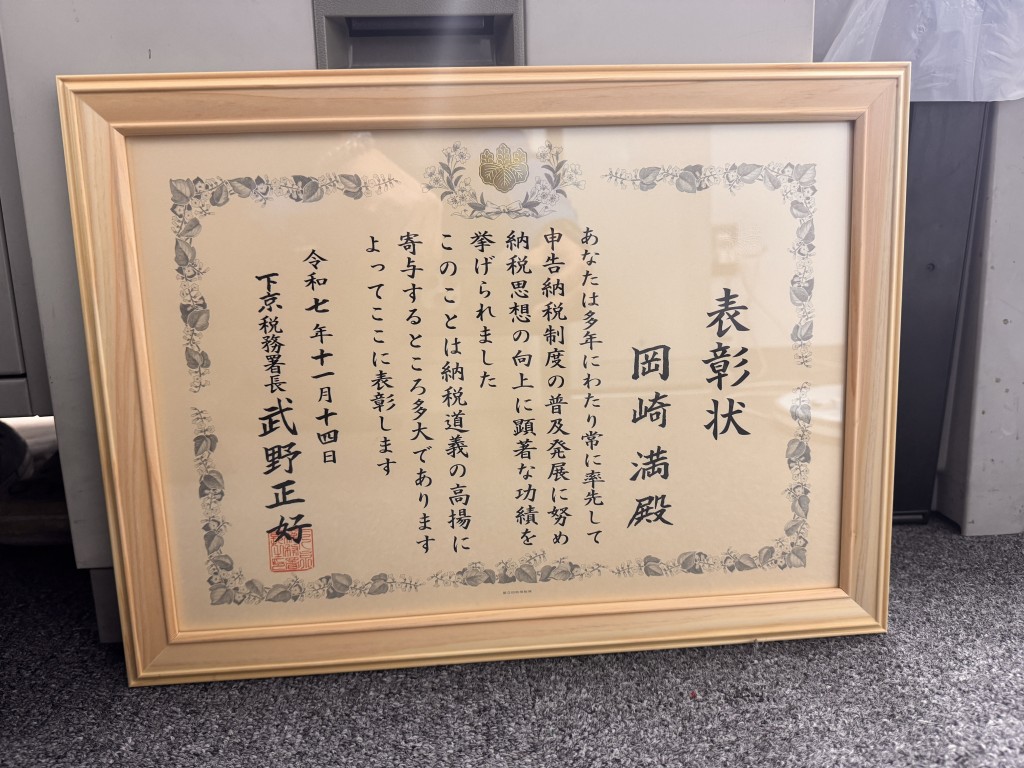 表彰状
岡崎 満 殿
あなたは多年にわたり常に率先して
申告納税制度の普及発展に努め
納税思想の向上に顕著な功績を
挙げられました
このことは納税道義の高揚に
寄与するところ多大であります
よってここに表彰します
令和七年十一月十四日
下京税務署長 武野正好